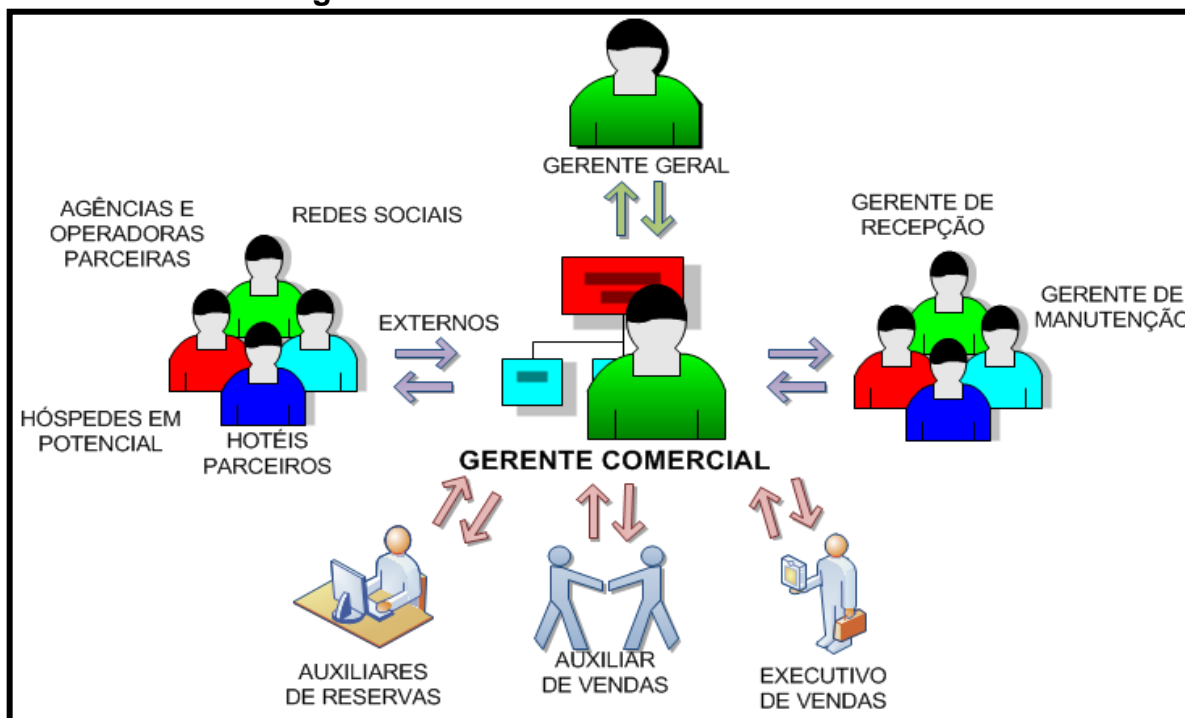 GERENTE GERAL
AGÊNCIAS E
OPERADORAS
PARCEIRAS
REDES SOCIAIS
GERENTE DE
RECEPÇÃO
GERENTE DE
MANUTENÇÃO
EXTERNOS
HÓSPEDES EM
POTENCIAL
HOTÉIS
PARCEIROS
GERENTE COMERCIAL
AUXILIARES
DE RESERVAS
AUXILIAR
DE VENDAS
EXECUTIVO
DE VENDAS